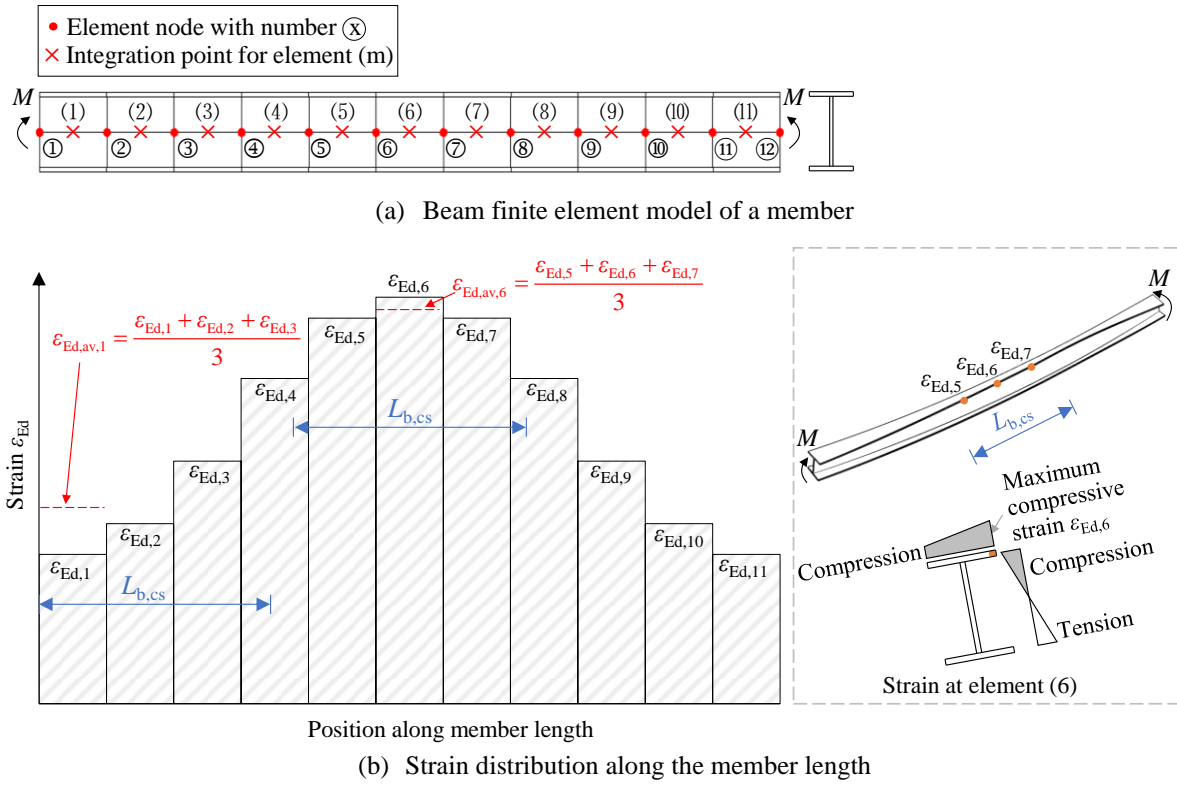 Element node with number ⓧ
Integration point for element (m)
M
(1) (2) (3) (4) (5) (6) (7) (8) (9) (10) (11)
M
① ② ③ ④ ⑤ ⑥ ⑦ ⑧ ⑨ ⑩ ⑪ ⑫
(a) Beam finite element model of a member
Strain εEd
εEd,av,1 = (εEd,1 + εEd,2 + εEd,3) / 3
εEd,av,6 = (εEd,5 + εEd,6 + εEd,7) / 3
εEd,6
εEd,5
εEd,7
εEd,4
εEd,8
Lb,cs
εEd,3
εEd,9
εEd,2
εEd,10
εEd,1
εEd,11
Lb,cs
Position along member length
M
εEd,7
εEd,6
εEd,5
Lb,cs
M
Maximum
compressive
strain εEd,6
Compression
Compression
Tension
Strain at element (6)
(b) Strain distribution along the member length